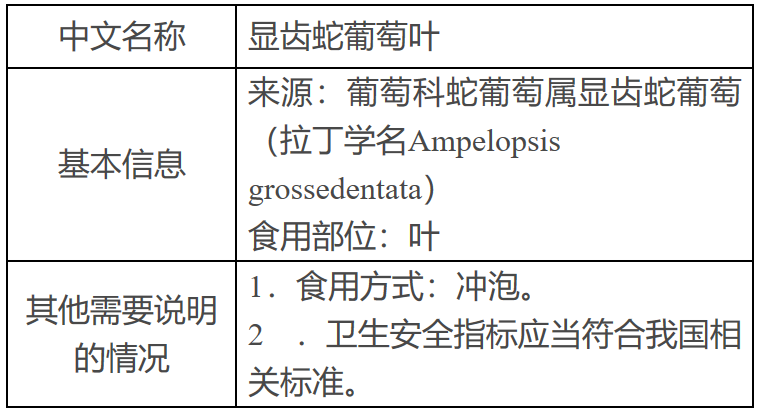 中文名称
显齿蛇葡萄叶
基本信息
来源：葡萄科蛇葡萄属显齿蛇葡萄
（拉丁学名Ampelopsis
grossedentata）
食用部位：叶
其他需要说明
的情况
1．食用方式：冲泡。
2 ．卫生安全指标应当符合我国相
关标准。